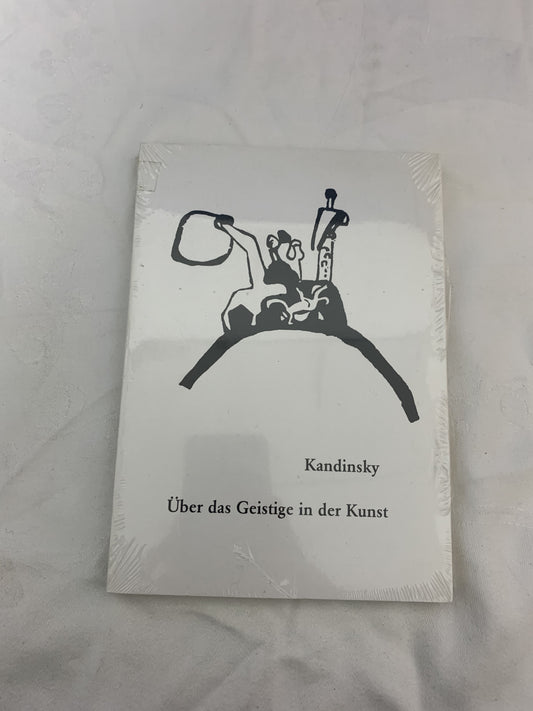 Kandinsky
Über das Geistige in der Kunst